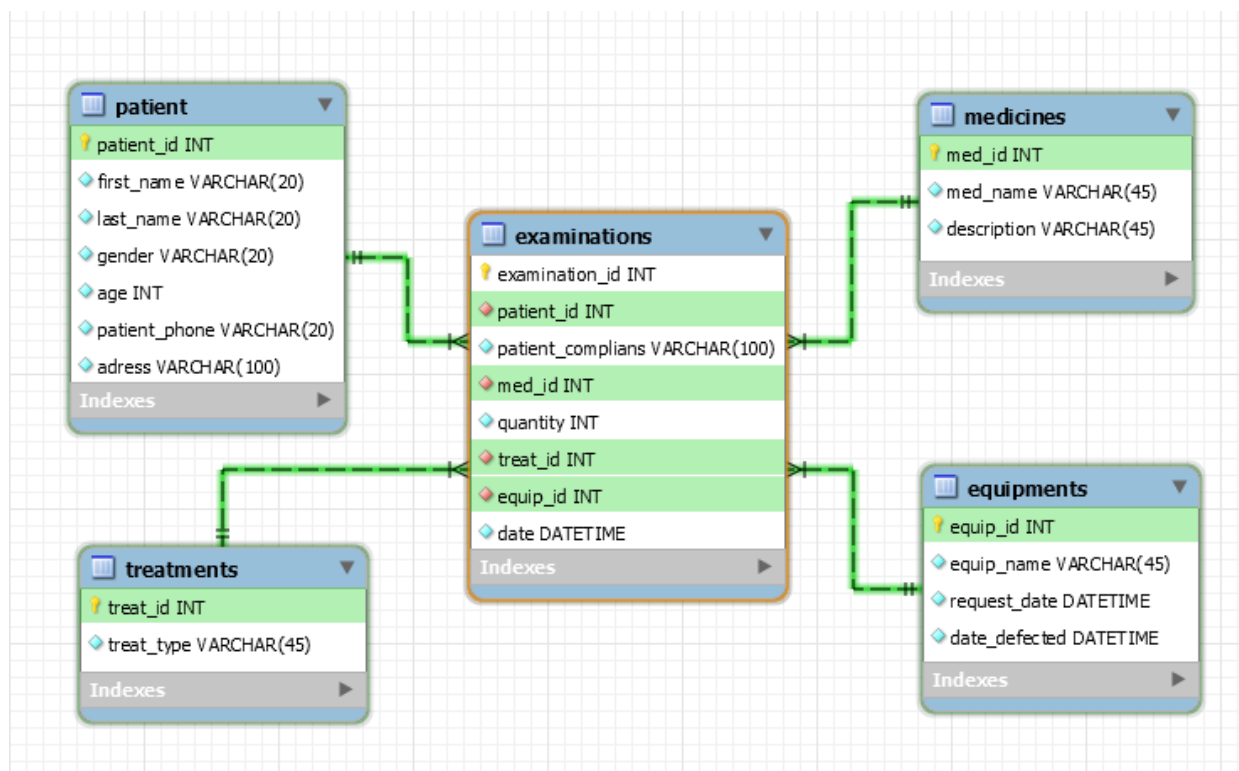 patient
patient_id INT
first_name VARCHAR(20)
last_name VARCHAR(20)
gender VARCHAR(20)
age INT
patient_phone VARCHAR(20)
adress VARCHAR(100)
Indexes
examinations
examination_id INT
patient_id INT
patient_complians VARCHAR(100)
med_id INT
quantity INT
treat_id INT
equip_id INT
date DATETIME
Indexes
medicines
med_id INT
med_name VARCHAR(45)
description VARCHAR(45)
Indexes
treatments
treat_id INT
treat_type VARCHAR(45)
Indexes
equipments
equip_id INT
equip_name VARCHAR(45)
request_date DATETIME
date_defected DATETIME
Indexes